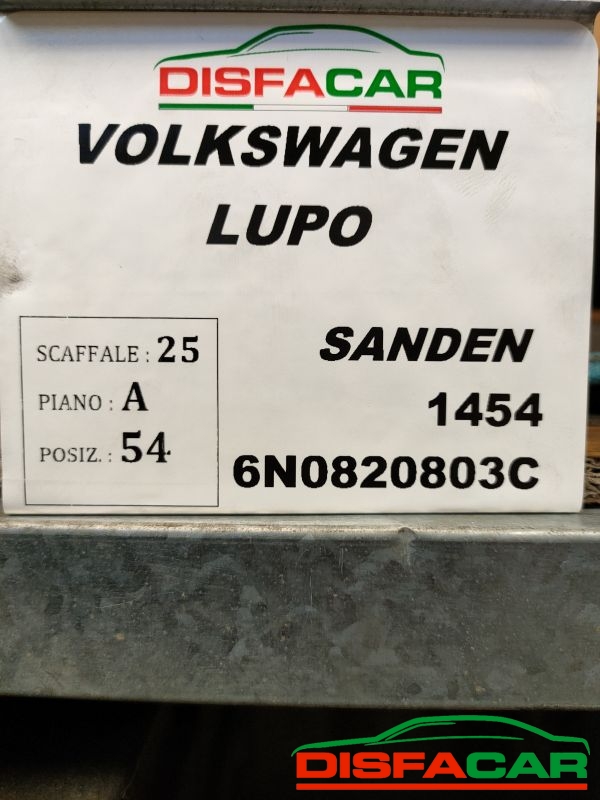 DISFACAR
VOLKSWAGEN
LUPO
SCAFFALE : 25
PIANO : A
POSIZ. : 54
SANDEN
1454
6N0820803C
DISFACAR